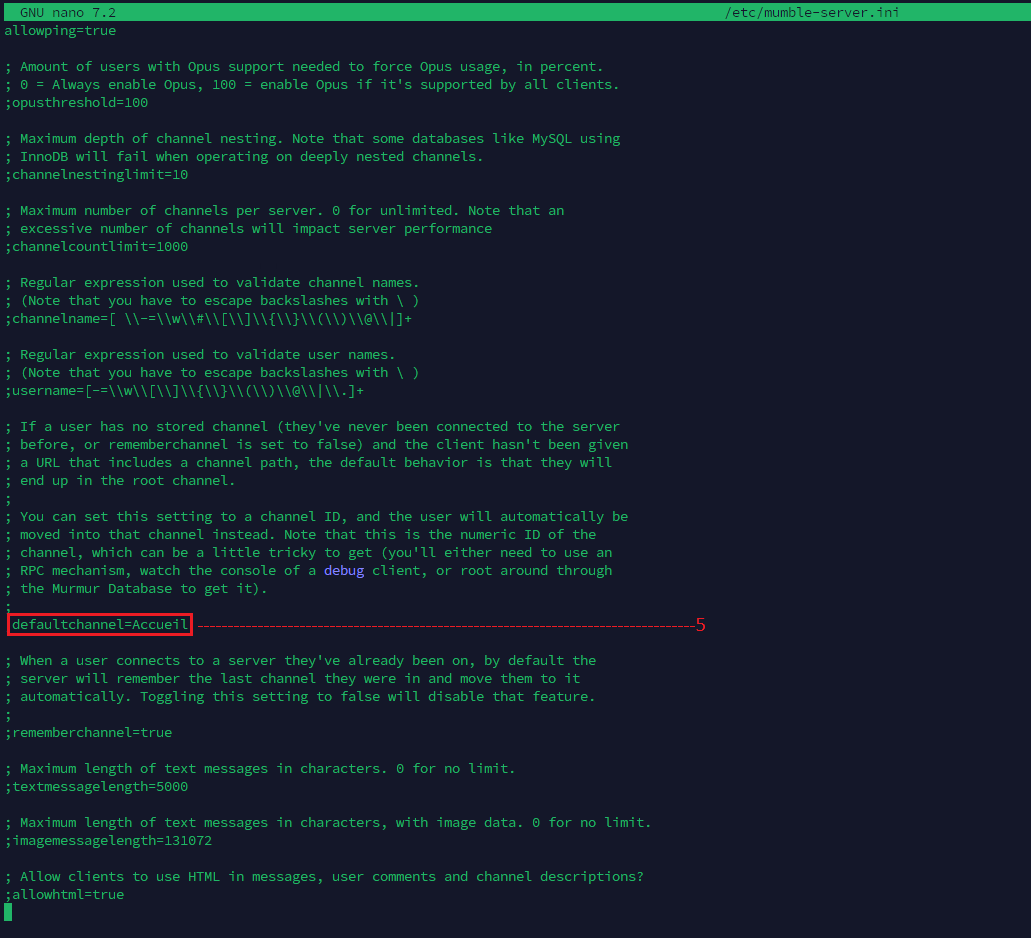 GNU nano 7.2 /etc/mumble-server.ini
allowping=true
; Amount of users with Opus support needed to force Opus usage, in percent.
; 0 = Always enable Opus, 100 = enable Opus if it's supported by all clients.
;opusthreshold=100
; Maximum depth of channel nesting. Note that some databases like MySQL using
; InnoDB will fail when operating on deeply nested channels.
;channelnestinglimit=10
; Maximum number of channels per server. 0 for unlimited. Note that an
; excessive number of channels will impact server performance
;channelcountlimit=1000
; Regular expression used to validate channel names.
; (Note that you have to escape backslashes with \ )
;channelname=[ \\-=\\w\\#\\[\\]\\{\\}\\(\\)\\@\\|]+
; Regular expression used to validate user names.
; (Note that you have to escape backslashes with \ )
;username=[-=\\w\\[\\]\\{\\}\\(\\)\\@\\|\\.]+
; If a user has no stored channel (they've never been connected to the server
; before, or rememberchannel is set to false) and the client hasn't been given
; a URL that includes a channel path, the default behavior is that they will
; end up in the root channel.
;
; You can set this setting to a channel ID, and the user will automatically be
; moved into that channel instead. Note that this is the numeric ID of the
; channel, which can be a little tricky to get (you'll either need to use an
; RPC mechanism, watch the console of a debug client, or root around through
; the Murmur Database to get it).
;
defaultchannel=Accueil 5
; When a user connects to a server they've already been on, by default the
; server will remember the last channel they were in and move them to it
; automatically. Toggling this setting to false will disable that feature.
;
;rememberchannel=true
; Maximum length of text messages in characters. 0 for no limit.
;textmessagelength=5000
; Maximum length of text messages in characters, with image data. 0 for no limit.
;imagemessagelength=131072
; Allow clients to use HTML in messages, user comments and channel descriptions?
;allowhtml=true